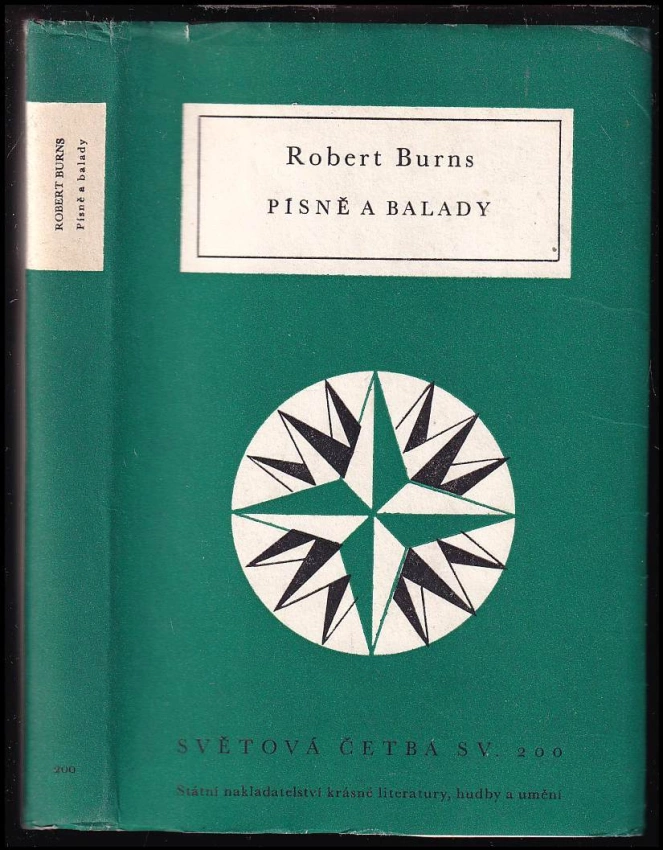 ROBERT BURNS
Písně a balady
200
Robert Burns
PÍSNĚ A BALADY
SVĚTOVÁ ČETBA SV. 200
Státní nakladatelství krásné literatury, hudby a umění